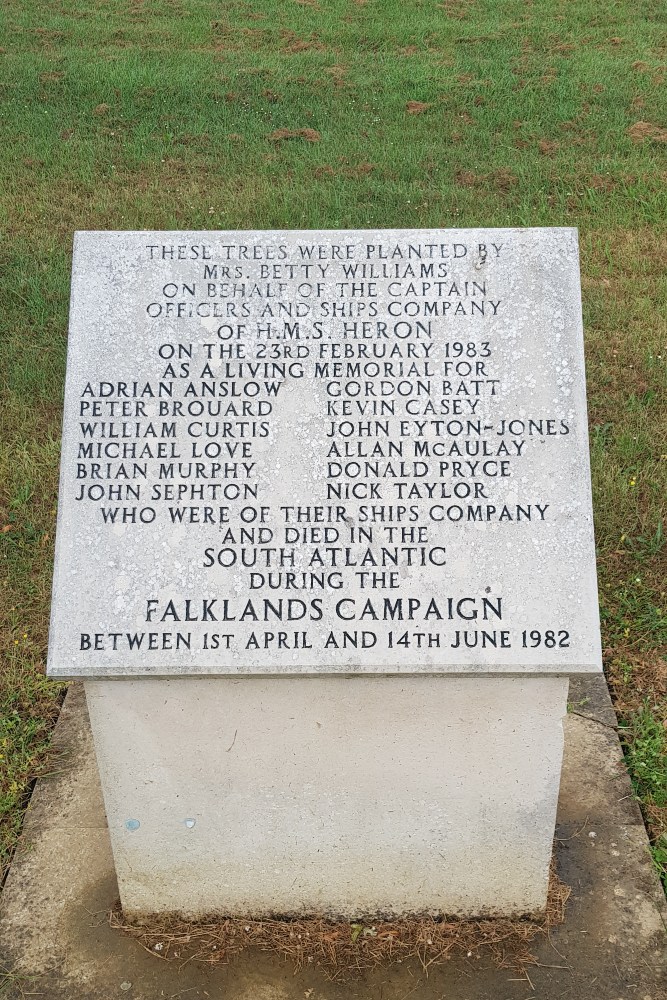 THESE TREES WERE PLANTED BY
MRS. BETTY WILLIAMS
ON BEHALF OF THE CAPTAIN
OFFICERS AND SHIPS COMPANY
OF H.M.S. HERON
ON THE 23RD FEBRUARY 1983
AS A LIVING MEMORIAL FOR
ADRIAN ANSLOW GORDON BATT
PETER BROUARD KEVIN CASEY
WILLIAM CURTIS JOHN EYTON-JONES
MICHAEL LOVE ALLAN McAULAY
BRIAN MURPHY DONALD PRYCE
JOHN SEPHTON NICK TAYLOR
WHO WERE OF THEIR SHIPS COMPANY
AND DIED IN THE
SOUTH ATLANTIC
DURING THE
FALKLANDS CAMPAIGN
BETWEEN 1ST APRIL AND 14TH JUNE 1982